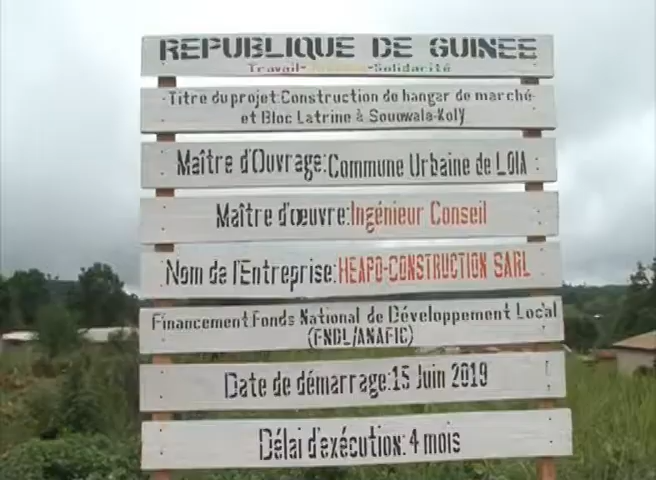 REPUBLIQUE DE GUINEE
Travail-Justice-Solidarité
Titre du projet:Construction de hangar de marché
et Bloc Latrine à Souowala-Koly
Maître d'Ouvrage:Commune Urbaine de LOLA
Maître d'œuvre:Ingénieur Conseil
Nom de l'Entreprise:HEAPO-CONSTRUCTION SARL
Financement:Fonds National de Développement Local
(FNDL/ANAFIC)
Date de démarrage:15 Juin 2019
Délai d'exécution:4 mois